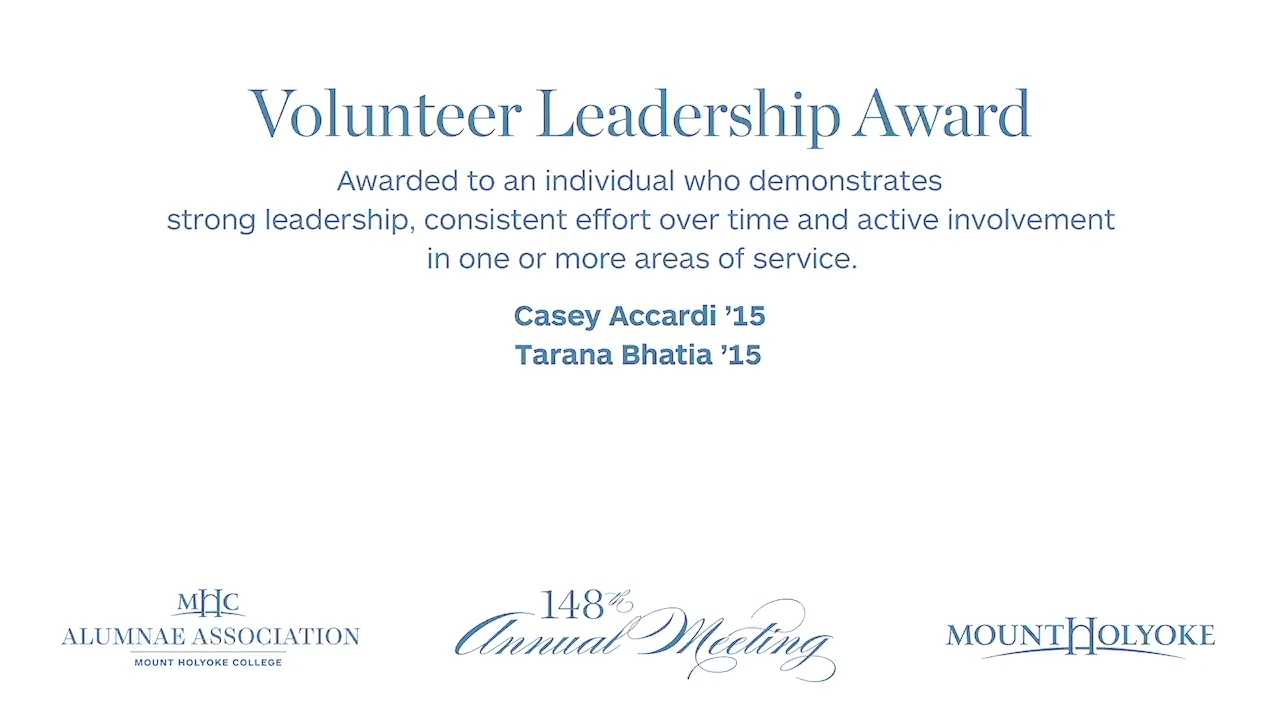 Volunteer Leadership Award
Awarded to an individual who demonstrates
strong leadership, consistent effort over time and active involvement
in one or more areas of service.
Casey Accardi ’15
Tarana Bhatia ’15
MHC
ALUMNAE ASSOCIATION
MOUNT HOLYOKE COLLEGE
148th
Annual Meeting
MOUNT HOLYOKE